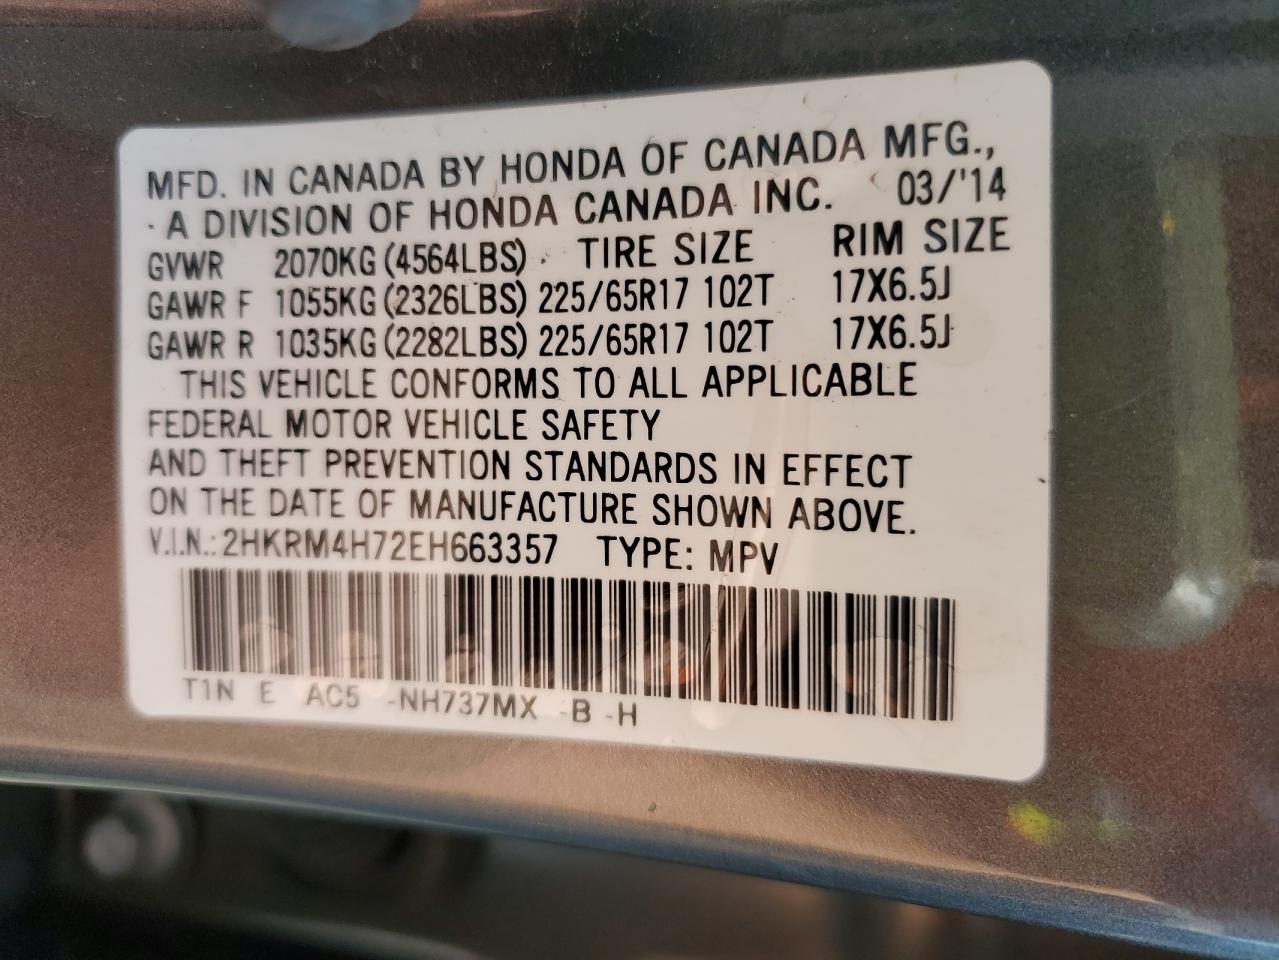 MFD. IN CANADA BY HONDA OF CANADA MFG.,
A DIVISION OF HONDA CANADA INC. 03/'14
GVWR 2070KG (4564LBS) TIRE SIZE RIM SIZE
GAWR F 1055KG (2326LBS) 225/65R17 102T 17X6.5J
GAWR R 1035KG (2282LBS) 225/65R17 102T 17X6.5J
THIS VEHICLE CONFORMS TO ALL APPLICABLE
FEDERAL MOTOR VEHICLE SAFETY
AND THEFT PREVENTION STANDARDS IN EFFECT
ON THE DATE OF MANUFACTURE SHOWN ABOVE.
V.I.N.: 2HKRM4H72EH663357 TYPE: MPV
T1N E AC5 -NH737MX -B -H